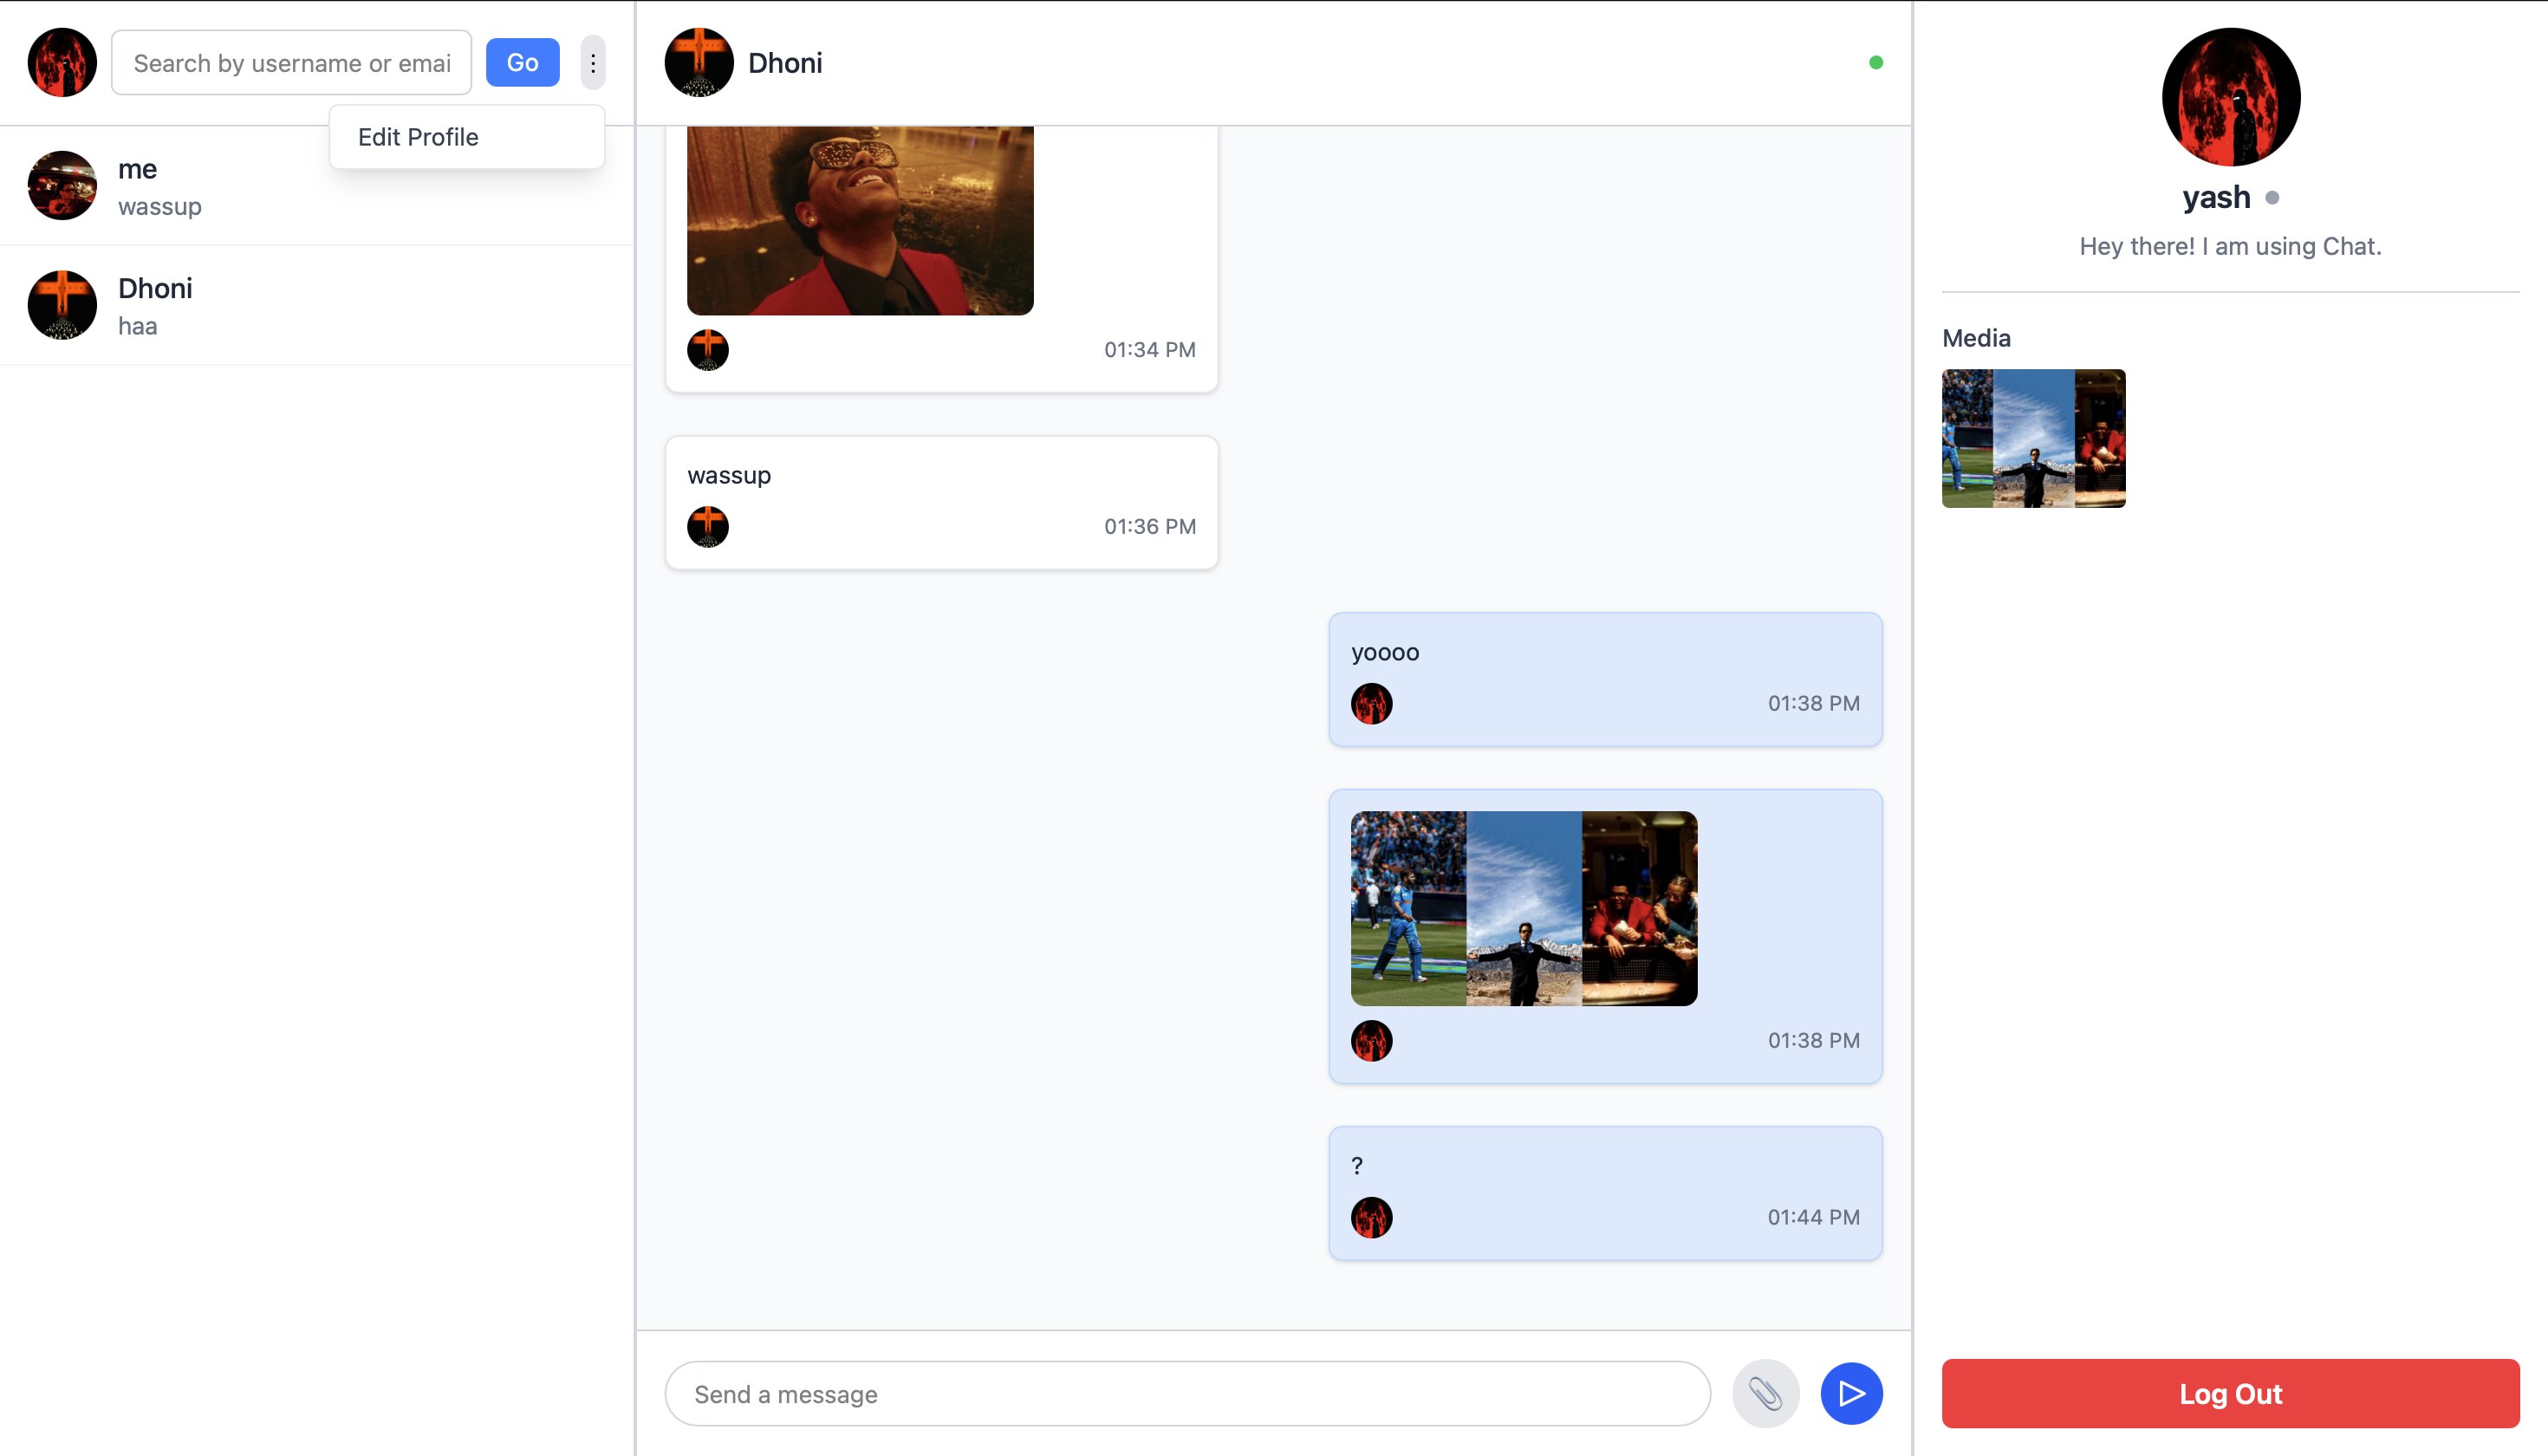 Search by username or emai
Go
⋮
Edit Profile
me
wassup
Dhoni
haa
Dhoni
01:34 PM
wassup
01:36 PM
yoooo
01:38 PM
01:38 PM
?
01:44 PM
Send a message
yash
Hey there! I am using Chat.
Media
Log Out